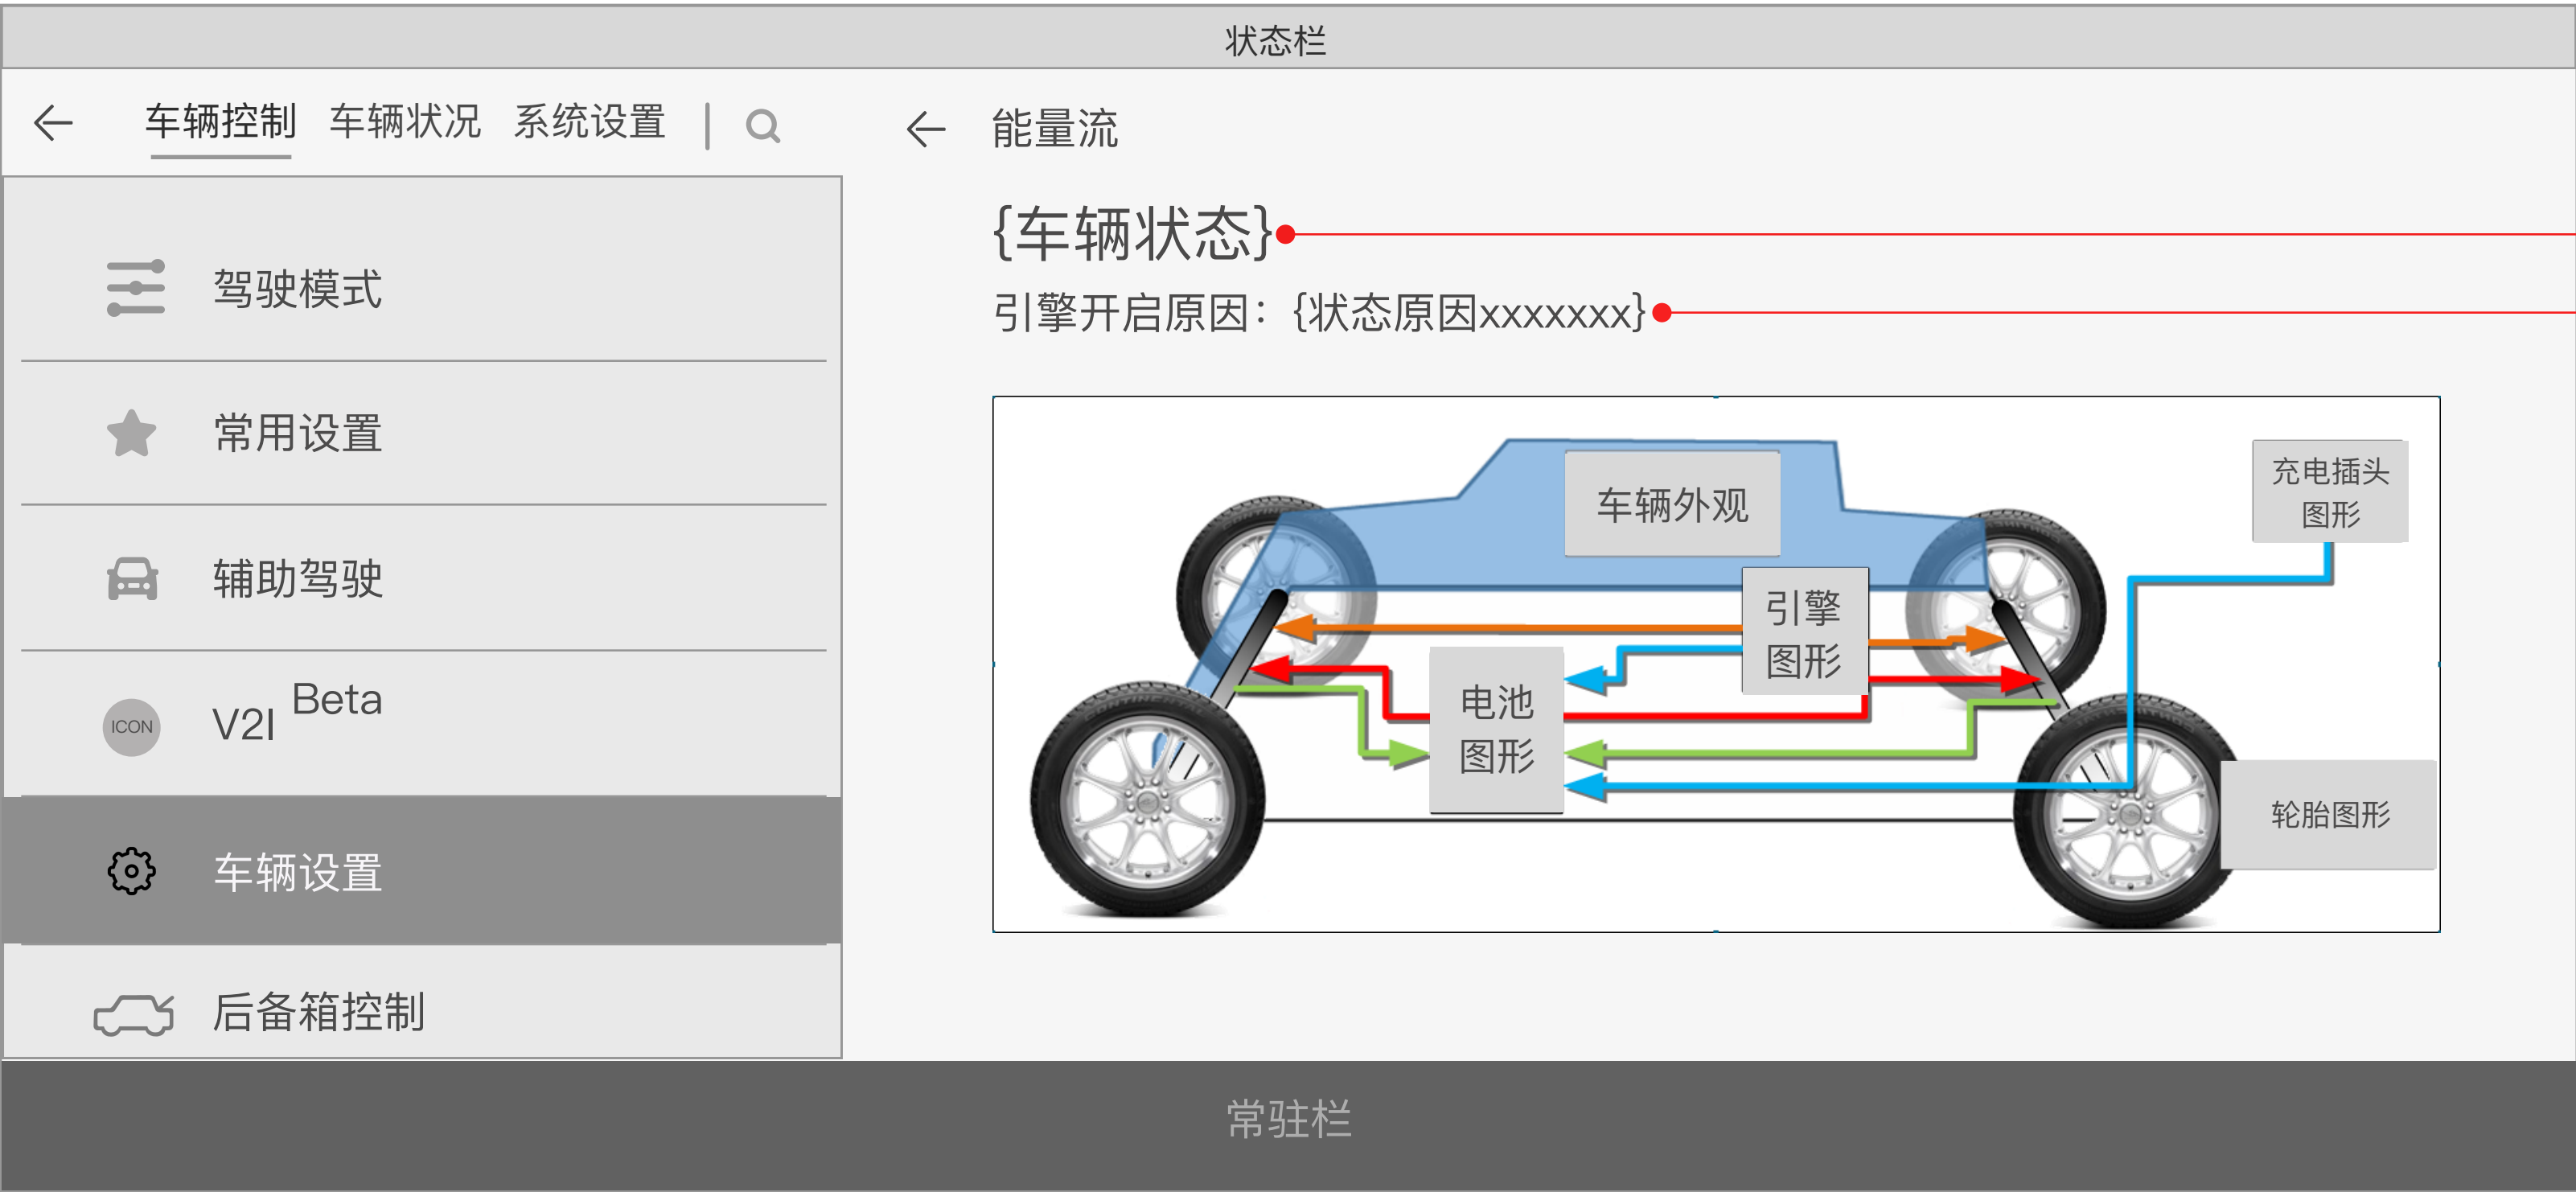 状态栏
车辆控制 车辆状况 系统设置
能量流
{车辆状态}
引擎开启原因：{状态原因xxxxxxx}
驾驶模式
常用设置
辅助驾驶
ICON
V2I Beta
车辆设置
后备箱控制
车辆外观
充电插头
图形
引擎
图形
电池
图形
轮胎图形
常驻栏